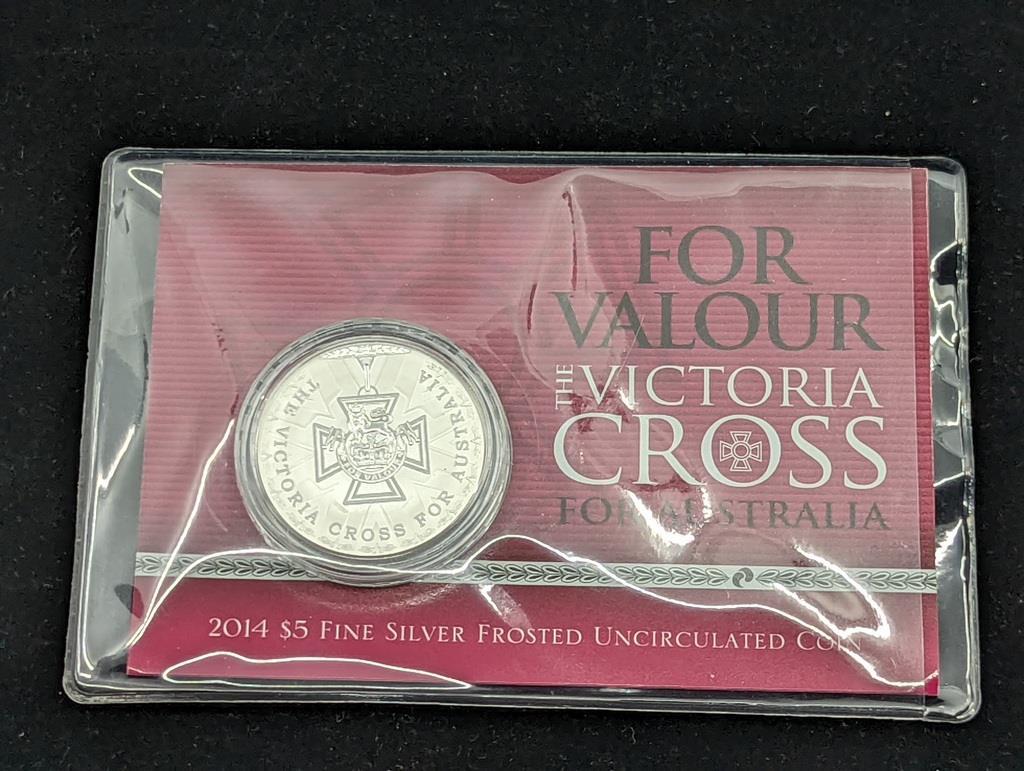 FOR
VALOUR
THE VICTORIA
CROSS
FOR AUSTRALIA
THE VICTORIA CROSS FOR AUSTRALIA
FOR VALOUR
2014 $5 FINE SILVER FROSTED UNCIRCULATED COIN